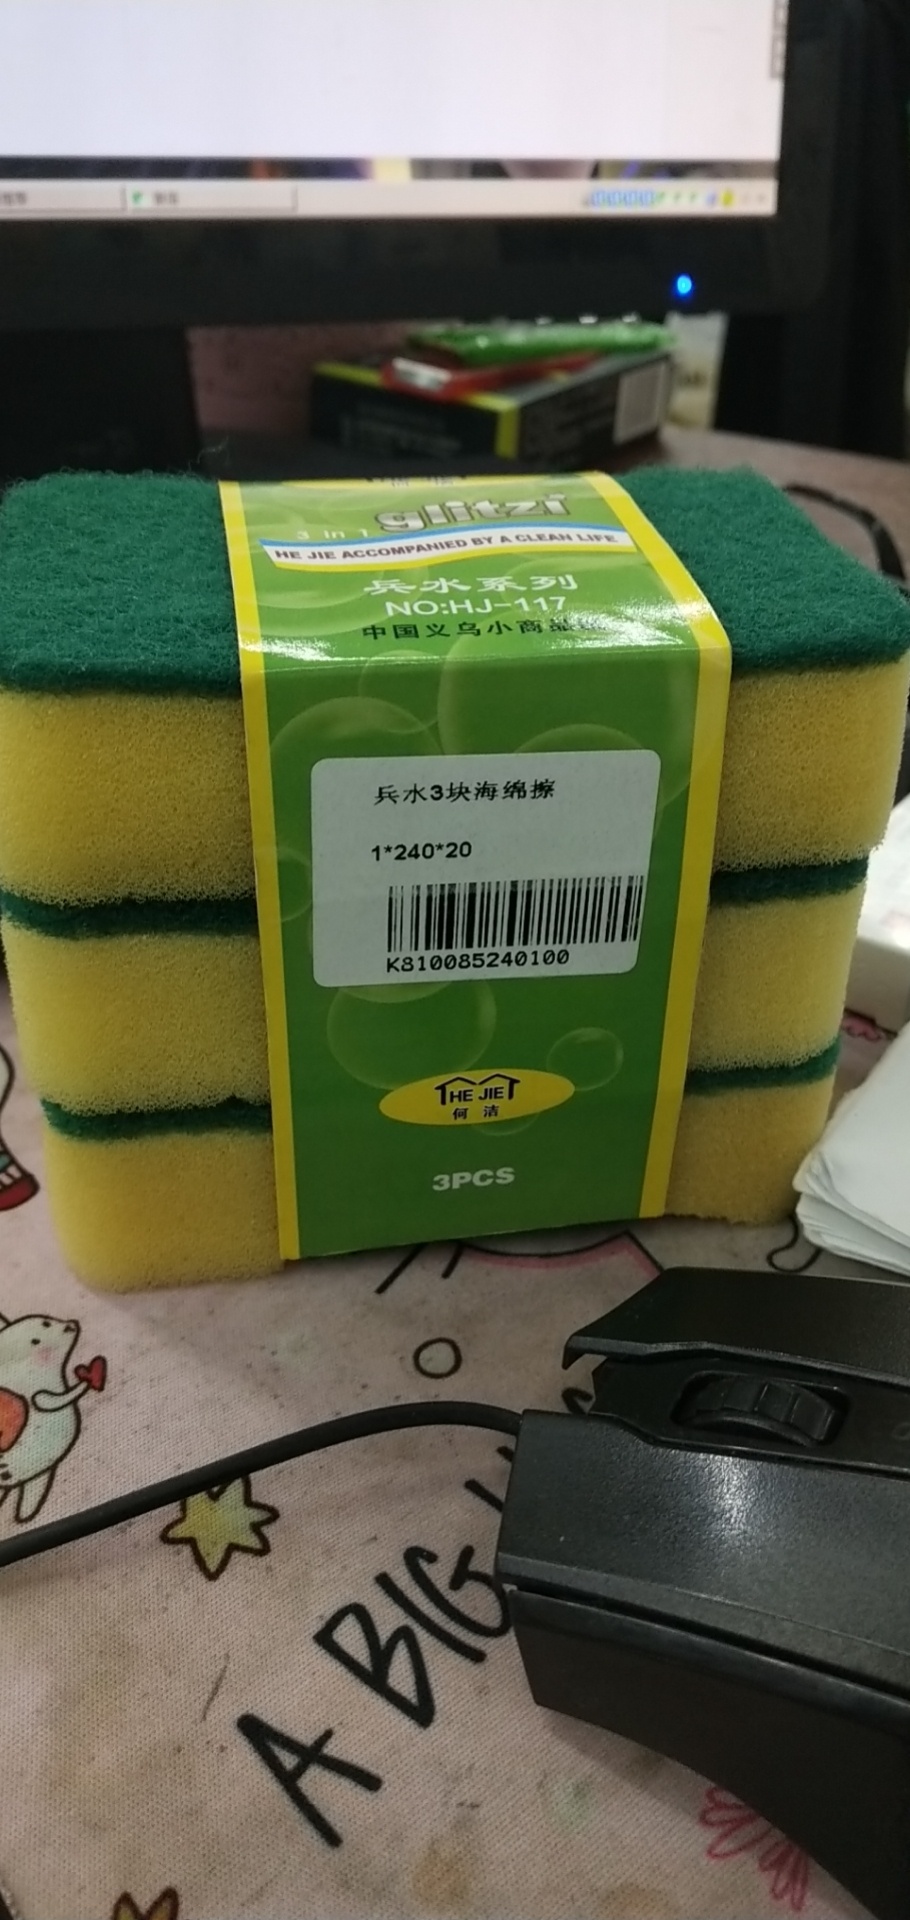 glitzi
3 in 1
HE JIE ACCOMPANIED BY A CLEAN LIFE
兵水系列
NO:HJ-117
中国义乌小商品
兵水3块海绵擦
1*240*20
K810085240100
HE JIE
何洁
3PCS
A BIG